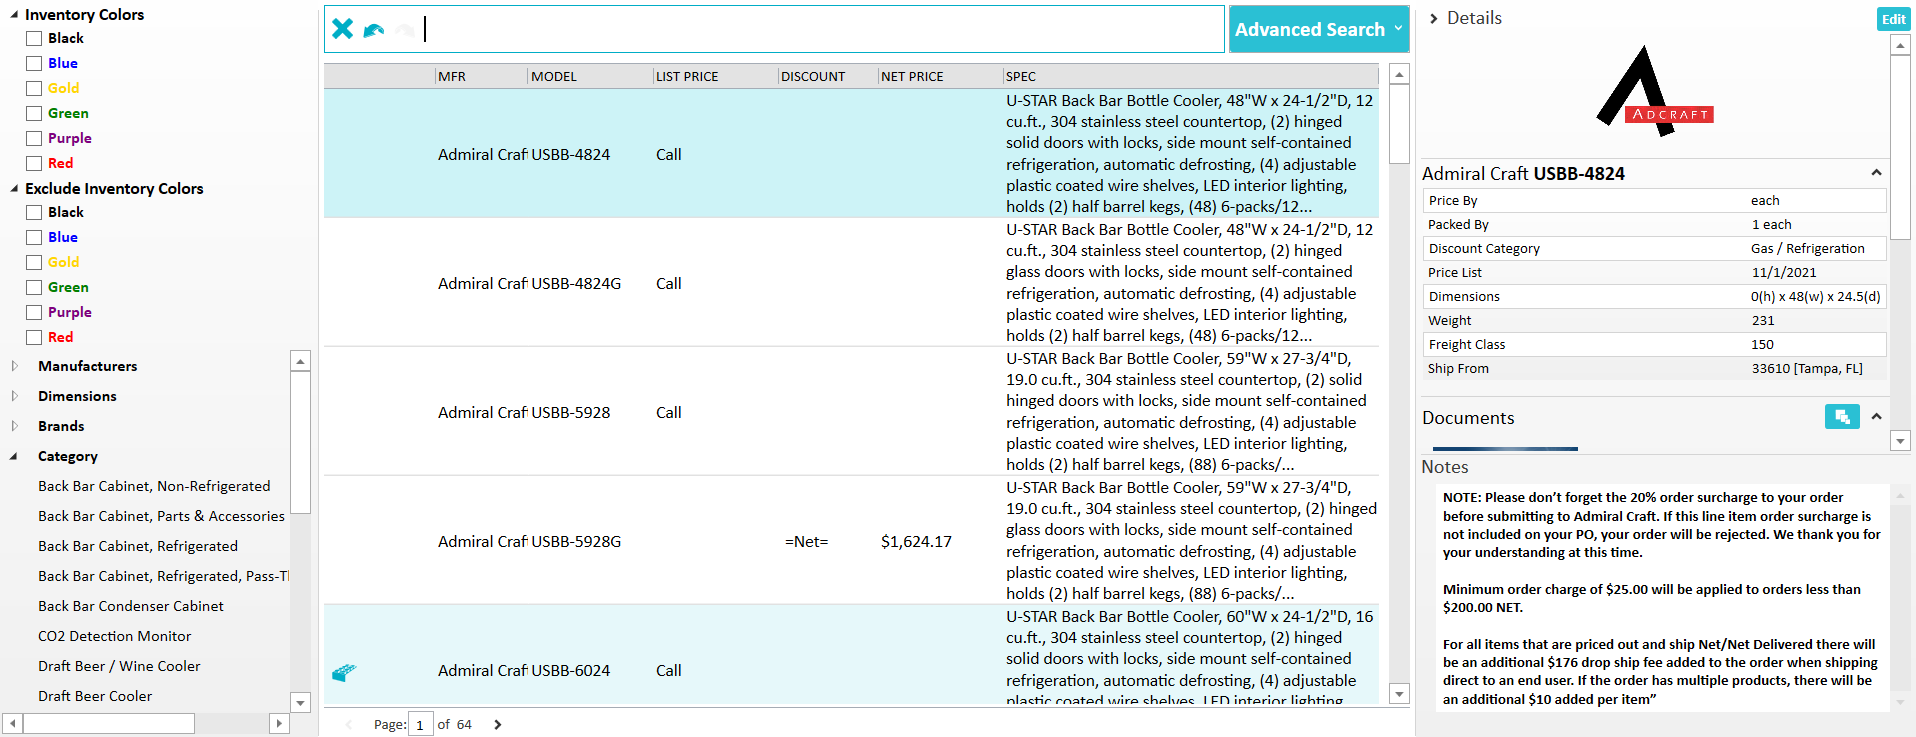 Inventory Colors
Black
Blue
Gold
Green
Purple
Red
Exclude Inventory Colors
Black
Blue
Gold
Green
Purple
Red
Manufacturers
Dimensions
Brands
Category
Back Bar Cabinet, Non-Refrigerated
Back Bar Cabinet, Parts & Accessories
Back Bar Cabinet, Refrigerated
Back Bar Cabinet, Refrigerated, Pass-Tl
Back Bar Condenser Cabinet
CO2 Detection Monitor
Draft Beer / Wine Cooler
Draft Beer Cooler
Advanced Search
MFR MODEL LIST PRICE DISCOUNT NET PRICE SPEC
Admiral Craf USBB-4824 Call
U-STAR Back Bar Bottle Cooler, 48"W x 24-1/2"D, 12
cu.ft., 304 stainless steel countertop, (2) hinged
solid doors with locks, side mount self-contained
refrigeration, automatic defrosting, (4) adjustable
plastic coated wire shelves, LED interior lighting,
holds (2) half barrel kegs, (48) 6-packs/12...
Admiral Craf USBB-4824G Call
U-STAR Back Bar Bottle Cooler, 48"W x 24-1/2"D, 12
cu.ft., 304 stainless steel countertop, (2) hinged
glass doors with locks, side mount self-contained
refrigeration, automatic defrosting, (4) adjustable
plastic coated wire shelves, LED interior lighting,
holds (2) half barrel kegs, (48) 6-packs/12...
Admiral Craf USBB-5928 Call
U-STAR Back Bar Bottle Cooler, 59"W x 27-3/4"D,
19.0 cu.ft., 304 stainless steel countertop, (2) solid
hinged doors with locks, side mount self-contained
refrigeration, automatic defrosting, (4) adjustable
plastic coated wire shelves, LED interior lighting,
holds (2) half barrel kegs, (88) 6-packs/...
Admiral Craf USBB-5928G =Net= $1,624.17
U-STAR Back Bar Bottle Cooler, 59"W x 27-3/4"D,
19.0 cu.ft., 304 stainless steel countertop, (2) hinged
glass doors with locks, side mount self-contained
refrigeration, automatic defrosting, (4) adjustable
plastic coated wire shelves, LED interior lighting,
holds (2) half barrel kegs, (88) 6-packs/...
Admiral Craf USBB-6024 Call
U-STAR Back Bar Bottle Cooler, 60"W x 24-1/2"D, 16
cu.ft., 304 stainless steel countertop, (2) hinged
solid doors with locks, side mount self-contained
refrigeration, automatic defrosting, (4) adjustable
plastic coated wire shelves, LED interior lighting,
Page: 1 of 64
Details
Edit
ADCRAFT
Admiral Craft USBB-4824
Price By each
Packed By 1 each
Discount Category Gas / Refrigeration
Price List 11/1/2021
Dimensions 0(h) x 48(w) x 24.5(d)
Weight 231
Freight Class 150
Ship From 33610 [Tampa, FL]
Documents
Notes
NOTE: Please don’t forget the 20% order surcharge to your order
before submitting to Admiral Craft. If this line item order surcharge is
not included on your PO, your order will be rejected. We thank you for
your understanding at this time.
Minimum order charge of $25.00 will be applied to orders less than
$200.00 NET.
For all items that are priced out and ship Net/Net Delivered there will
be an additional $176 drop ship fee added to the order when shipping
direct to an end user. If the order has multiple products, there will be
an additional $10 added per item”